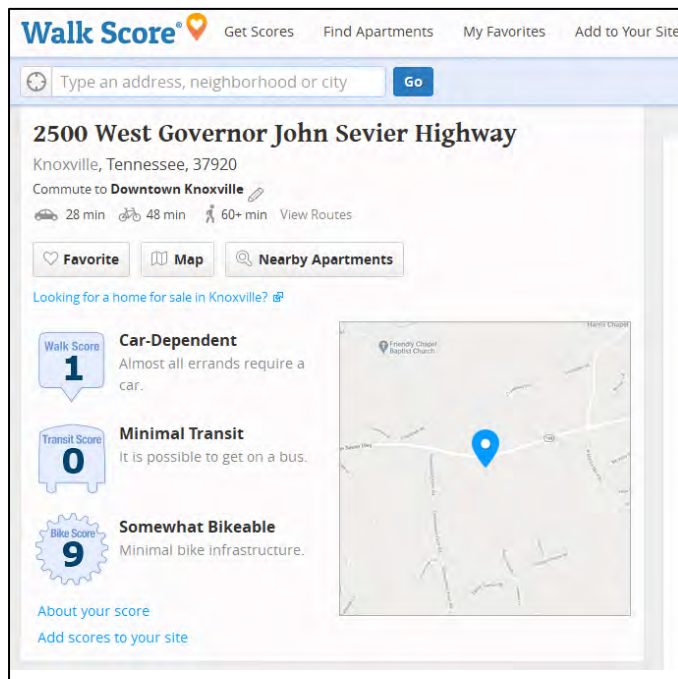 Walk Score® Get Scores Find Apartments My Favorites Add to Your Site
Type an address, neighborhood or city Go
2500 West Governor John Sevier Highway
Knoxville, Tennessee, 37920
Commute to Downtown Knoxville
28 min 48 min 60+ min View Routes
Favorite Map Nearby Apartments
Looking for a home for sale in Knoxville?
Walk Score
1
Car-Dependent
Almost all errands require a
car.
Transit Score
0
Minimal Transit
It is possible to get on a bus.
Bike Score
9
Somewhat Bikeable
Minimal bike infrastructure.
About your score
Add scores to your site
Harris Chapel
Friendly Chapel
Baptist Church
Sevier Hwy